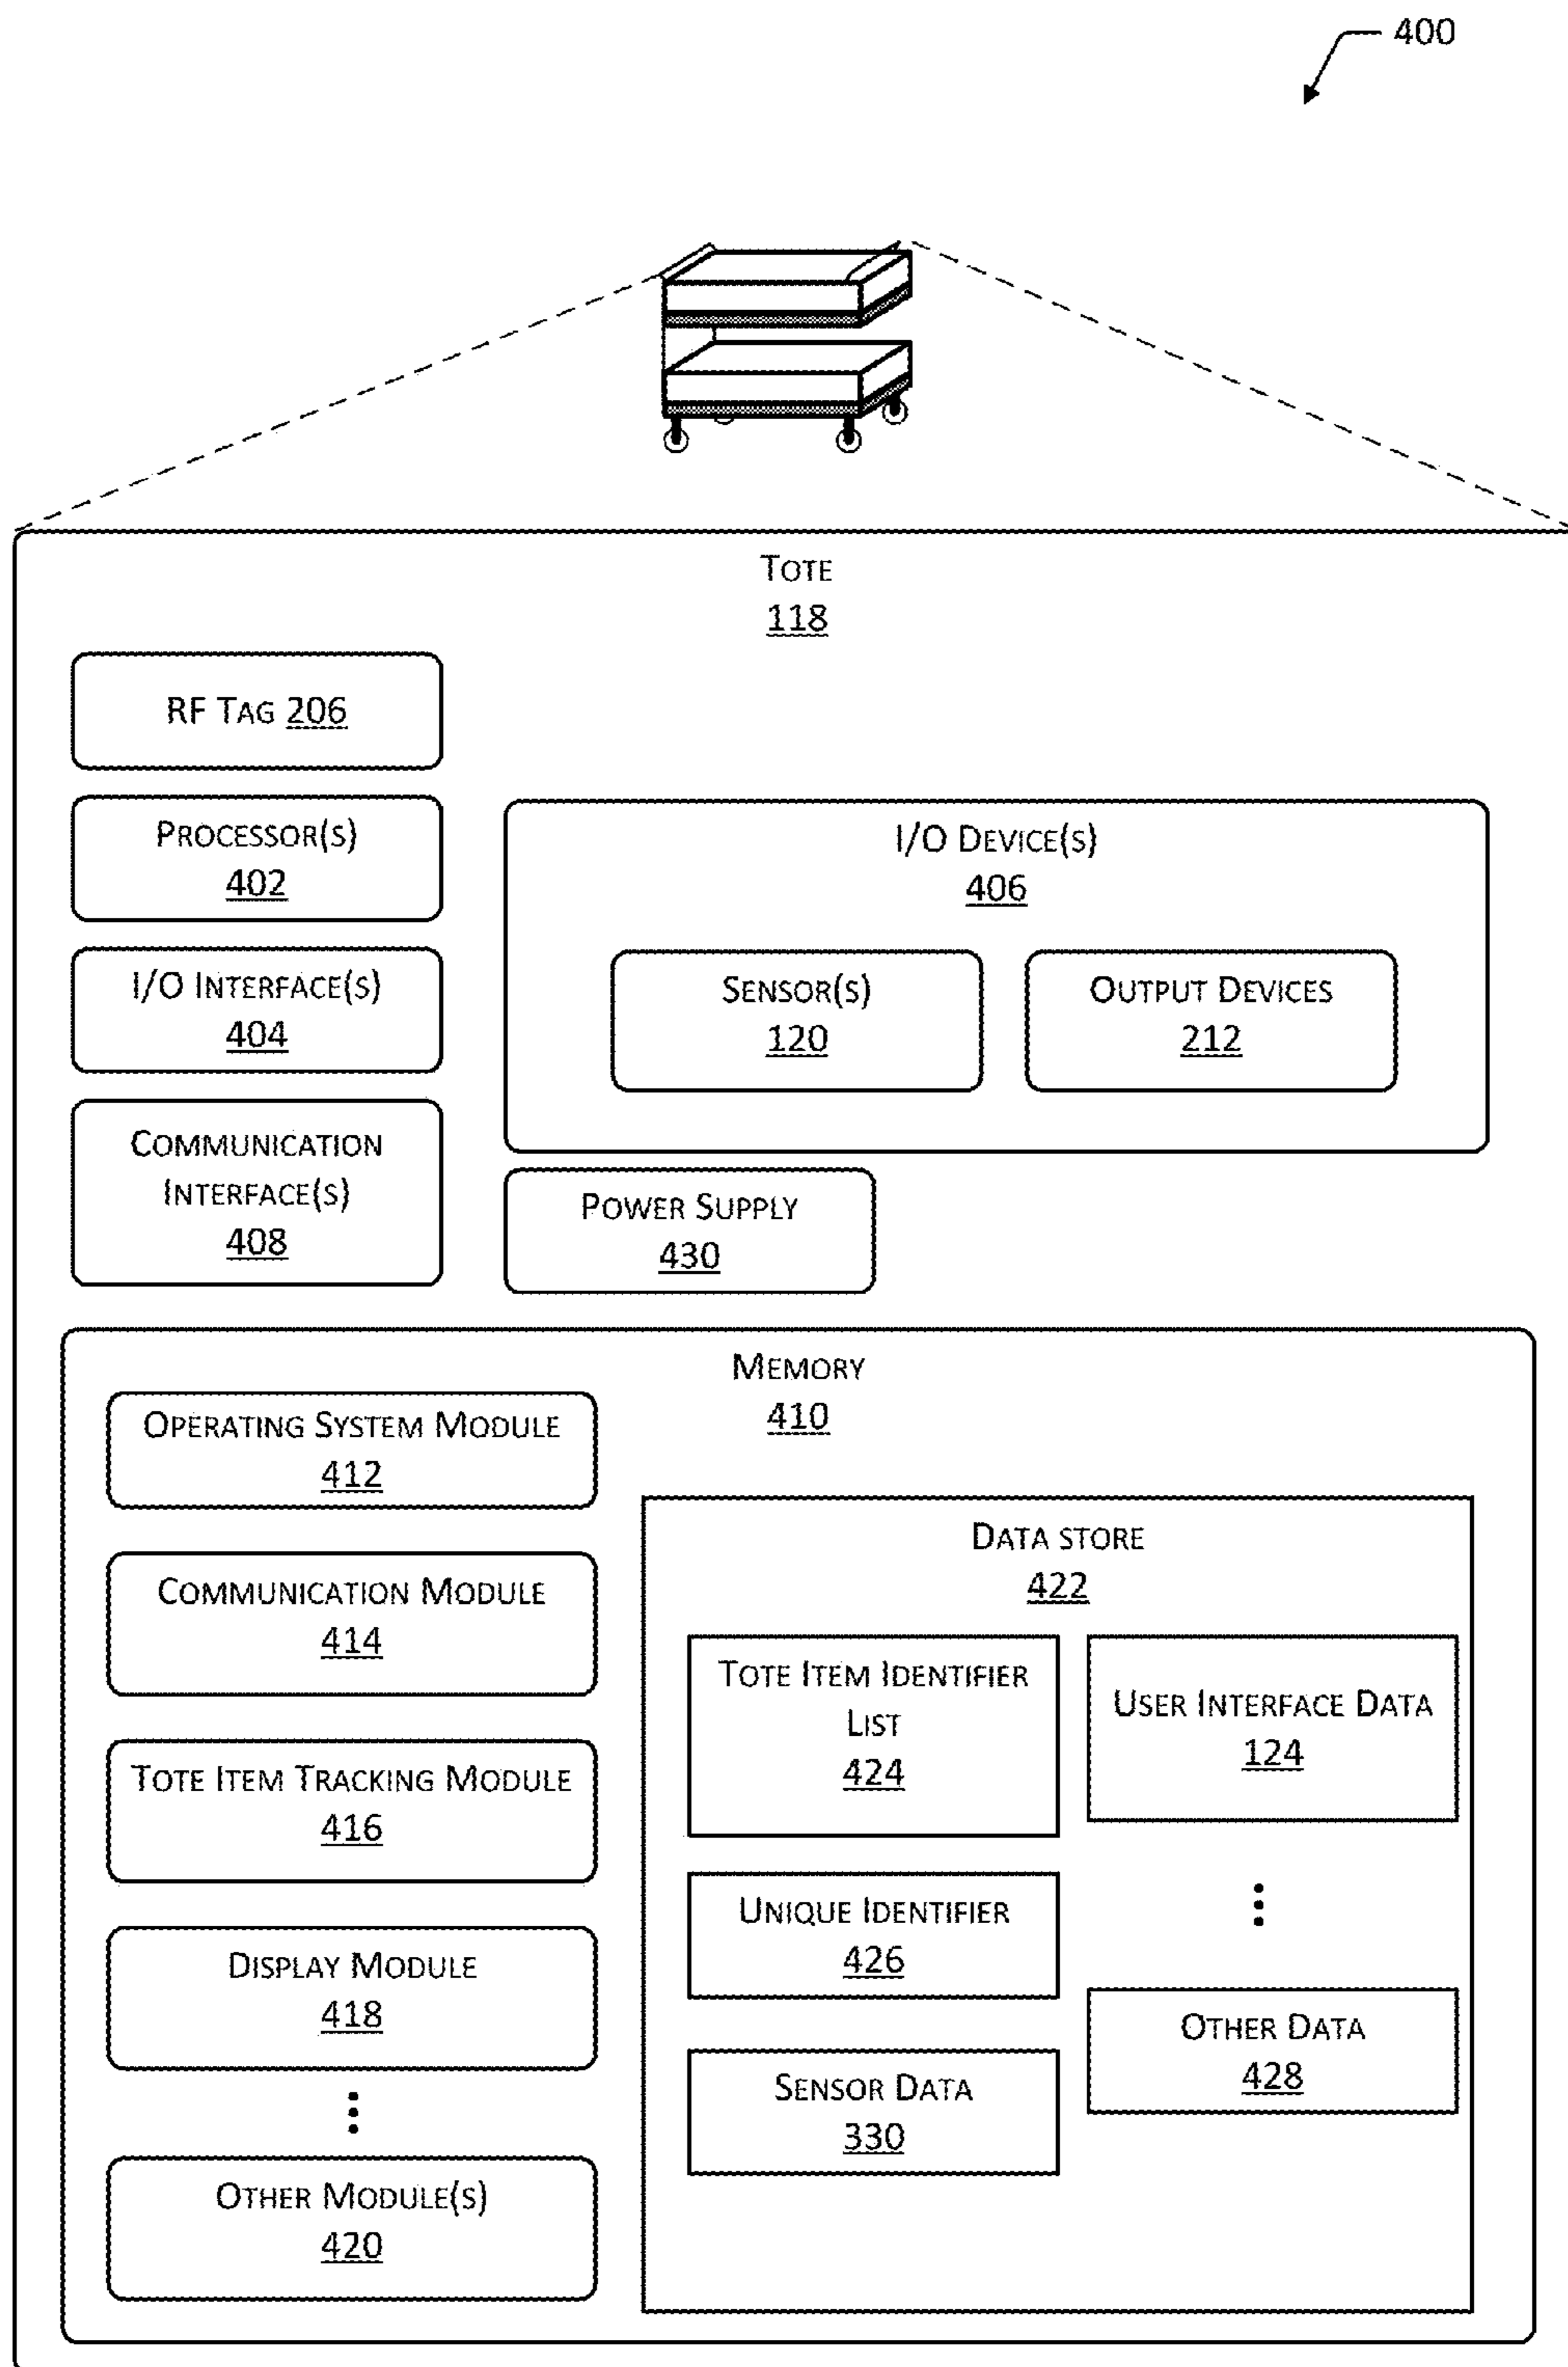 400
TOTE
118
RF TAG 206
PROCESSOR(S)
402
I/O INTERFACE(S)
404
COMMUNICATION
INTERFACE(S)
408
I/O DEVICE(S)
406
SENSOR(S)
120
OUTPUT DEVICES
212
POWER SUPPLY
430
MEMORY
410
OPERATING SYSTEM MODULE
412
COMMUNICATION MODULE
414
TOTE ITEM TRACKING MODULE
416
DISPLAY MODULE
418
OTHER MODULE(S)
420
DATA STORE
422
TOTE ITEM IDENTIFIER
LIST
424
UNIQUE IDENTIFIER
426
SENSOR DATA
330
USER INTERFACE DATA
124
OTHER DATA
428